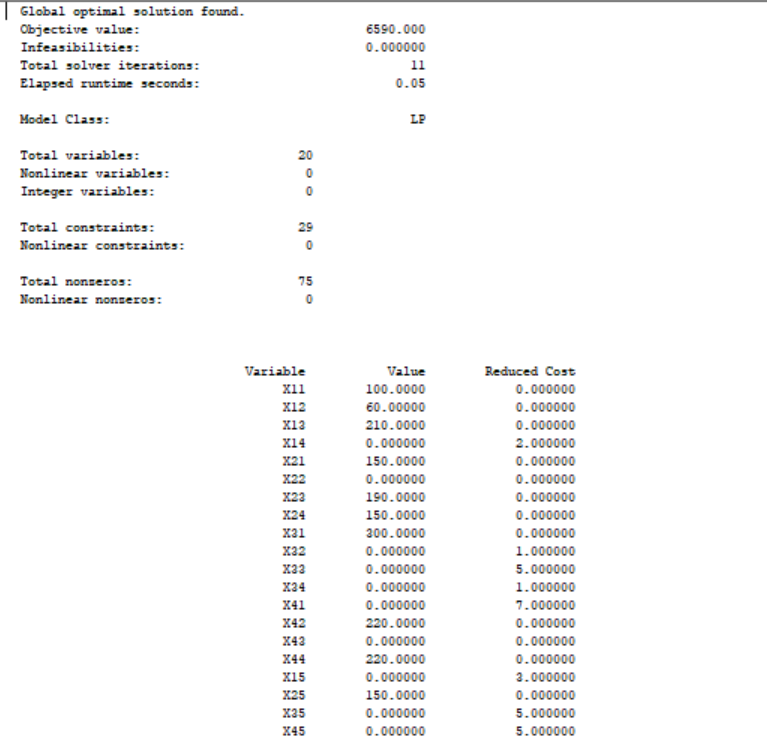 Global optimal solution found.
Objective value: 6590.000
Infeasibilities: 0.000000
Total solver iterations: 11
Elapsed runtime seconds: 0.05
Model Class: LP
Total variables: 20
Nonlinear variables: 0
Integer variables: 0
Total constraints: 29
Nonlinear constraints: 0
Total nonzeros: 75
Nonlinear nonzeros: 0
Variable Value Reduced Cost
X11 100.0000 0.000000
X12 60.00000 0.000000
X13 210.0000 0.000000
X14 0.000000 2.000000
X21 150.0000 0.000000
X22 0.000000 0.000000
X23 190.0000 0.000000
X24 150.0000 0.000000
X31 300.0000 0.000000
X32 0.000000 1.000000
X33 0.000000 5.000000
X34 0.000000 1.000000
X41 0.000000 7.000000
X42 220.0000 0.000000
X43 0.000000 0.000000
X44 220.0000 0.000000
X15 0.000000 3.000000
X25 150.0000 0.000000
X35 0.000000 5.000000
X45 0.000000 5.000000